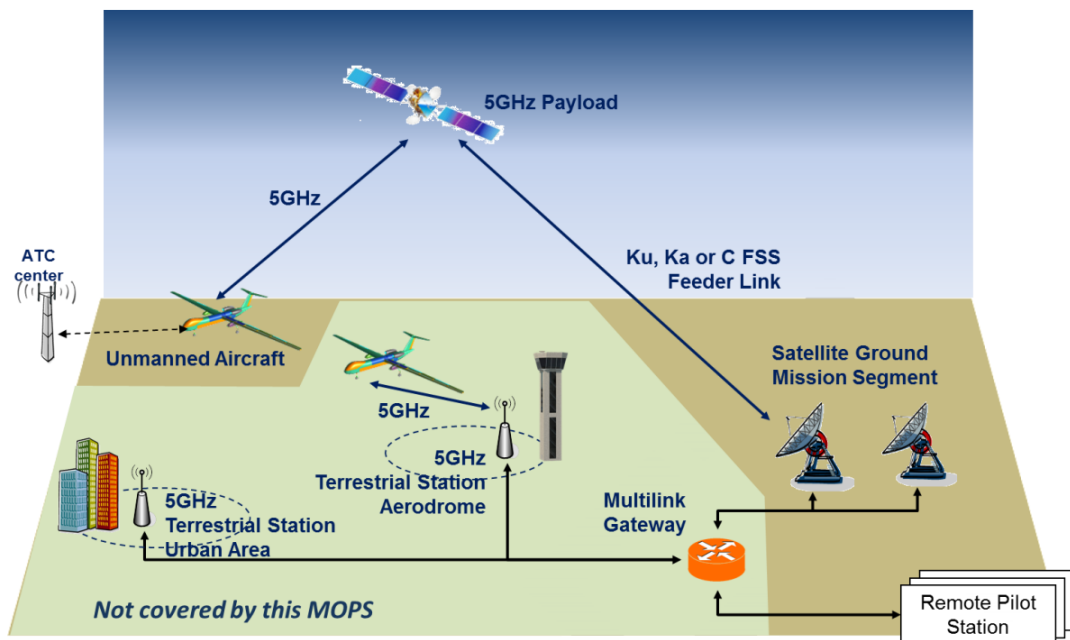 5GHz Payload
5GHz
Ku, Ka or C FSS
Feeder Link
ATC
center
Unmanned Aircraft
Satellite Ground
Mission Segment
5GHz
5GHz
Terrestrial Station
Aerodrome
Multilink
Gateway
5GHz
Terrestrial Station
Urban Area
Not covered by this MOPS
Remote Pilot
Station